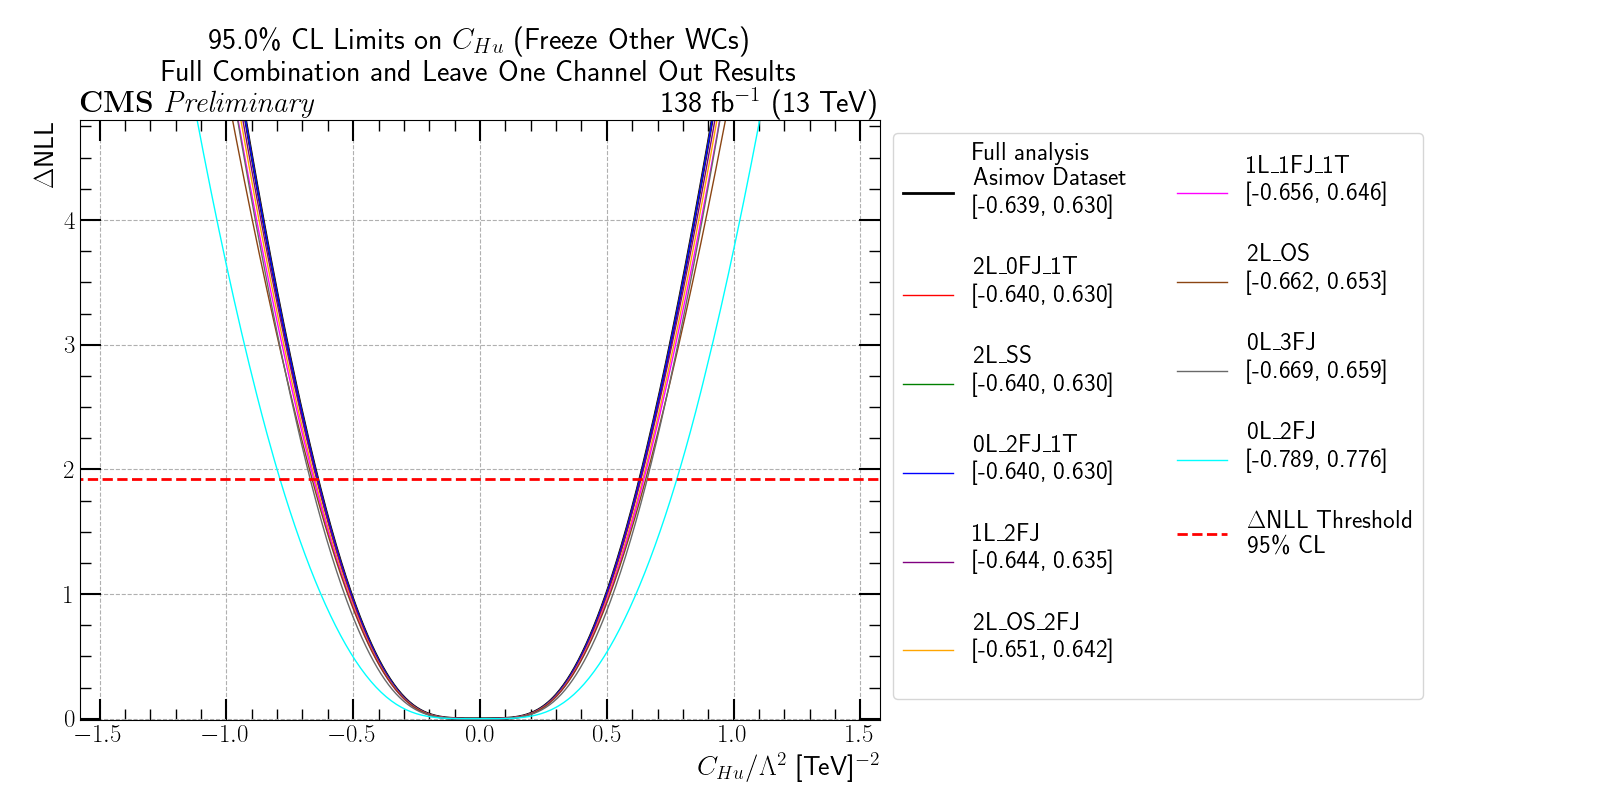 95.0% CL Limits on C_{Hu} (Freeze Other WCs)
Full Combination and Leave One Channel Out Results
CMS Preliminary
138 fb⁻¹ (13 TeV)
ΔNLL
4
3
2
1
0
−1.5
−1.0
−0.5
0.0
0.5
1.0
1.5
C_{Hu}/Λ² [TeV]⁻²
Full analysis
Asimov Dataset
[-0.639, 0.630]
2L_0FJ_1T
[-0.640, 0.630]
2L_SS
[-0.640, 0.630]
0L_2FJ_1T
[-0.640, 0.630]
1L_2FJ
[-0.644, 0.635]
2L_OS_2FJ
[-0.651, 0.642]
1L_1FJ_1T
[-0.656, 0.646]
2L_OS
[-0.662, 0.653]
0L_3FJ
[-0.669, 0.659]
0L_2FJ
[-0.789, 0.776]
ΔNLL Threshold
95% CL